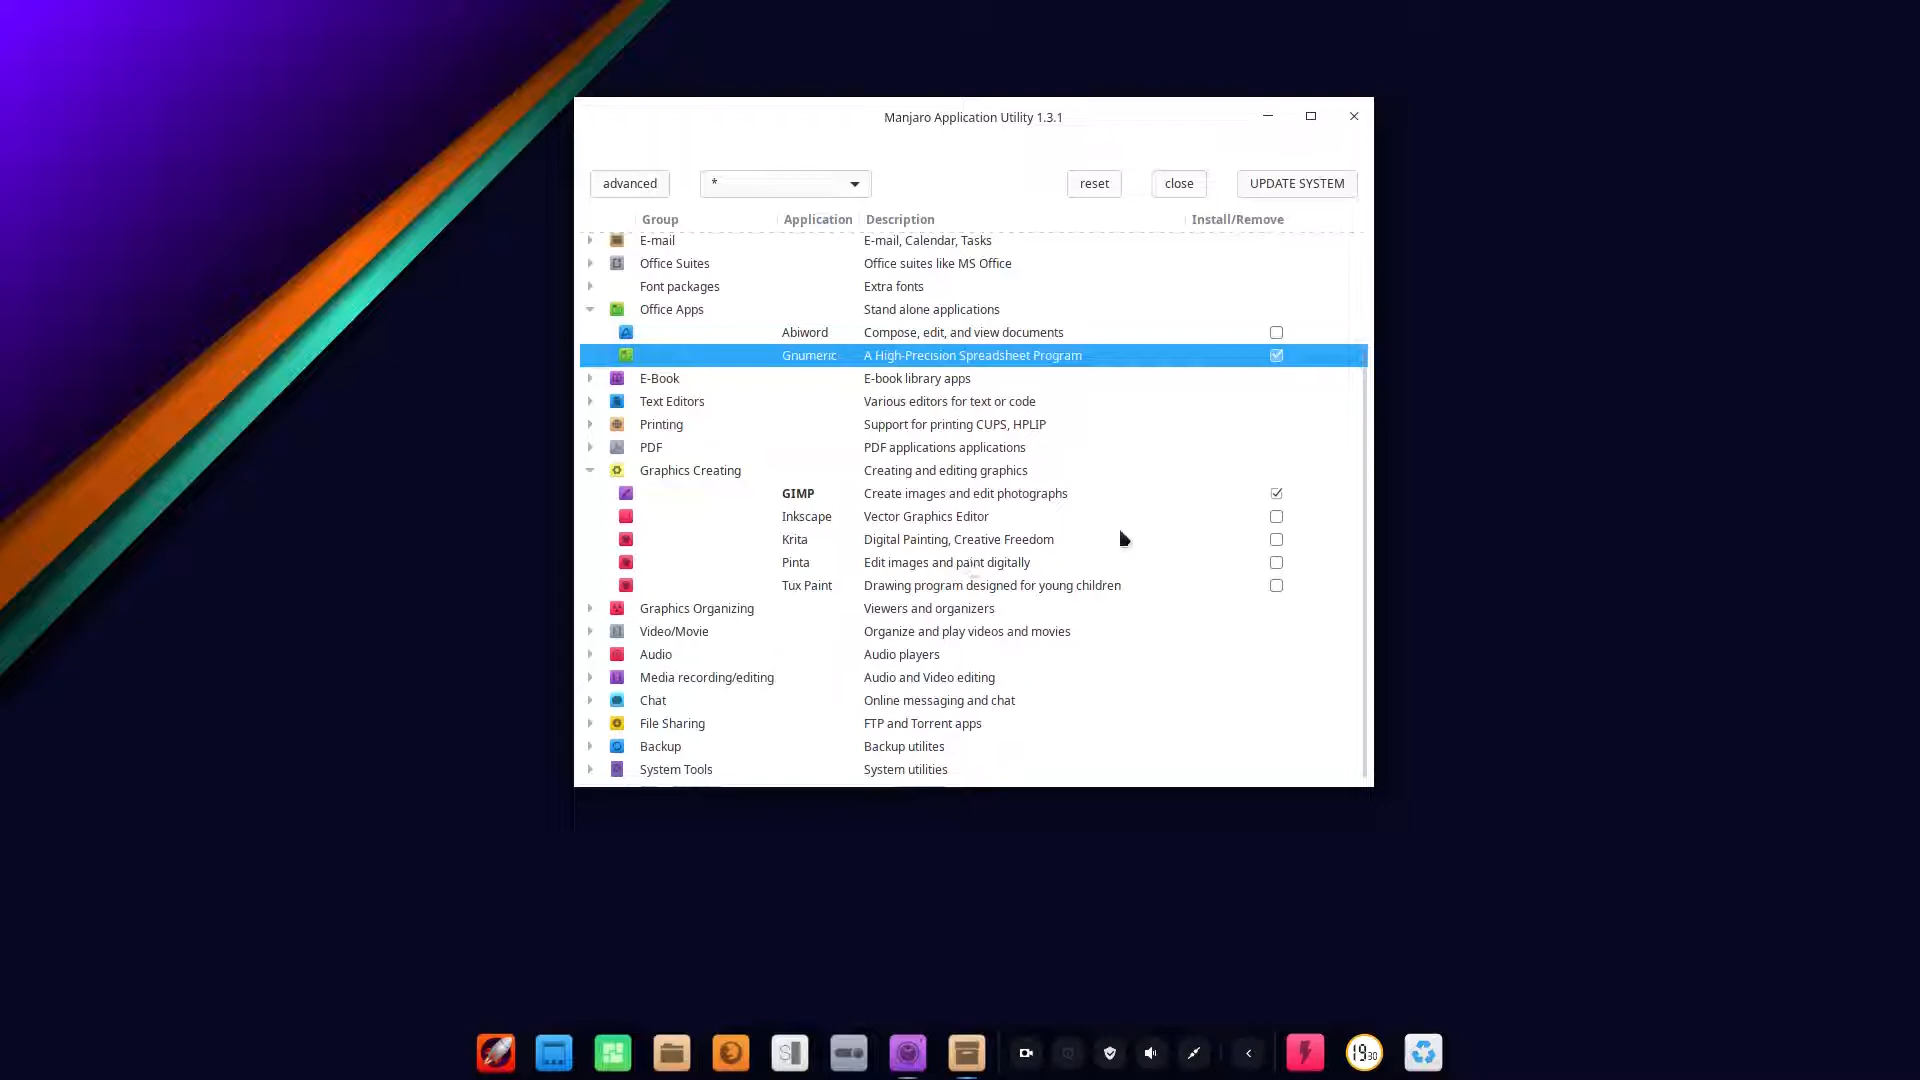 Manjaro Application Utility 1.3.1
advanced * reset close UPDATE SYSTEM
Group Application Description Install/Remove
E-mail E-mail, Calendar, Tasks
Office Suites Office suites like MS Office
Font packages Extra fonts
Office Apps Stand alone applications
Abiword Compose, edit, and view documents
Gnumeric A High-Precision Spreadsheet Program
E-Book E-book library apps
Text Editors Various editors for text or code
Printing Support for printing CUPS, HPLIP
PDF PDF applications applications
Graphics Creating Creating and editing graphics
GIMP Create images and edit photographs
Inkscape Vector Graphics Editor
Krita Digital Painting, Creative Freedom
Pinta Edit images and paint digitally
Tux Paint Drawing program designed for young children
Graphics Organizing Viewers and organizers
Video/Movie Organize and play videos and movies
Audio Audio players
Media recording/editing Audio and Video editing
Chat Online messaging and chat
File Sharing FTP and Torrent apps
Backup Backup utilites
System Tools System utilities
19 30